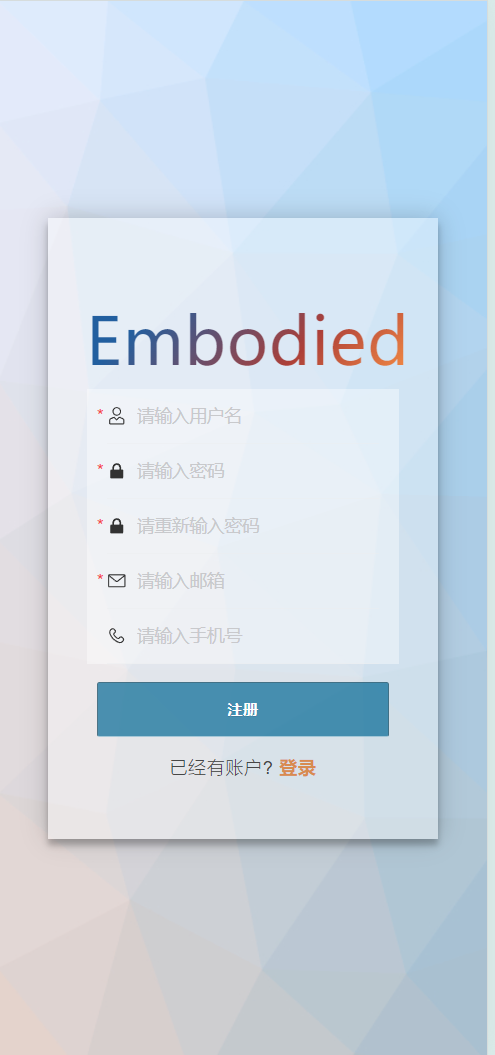 Embodied
* 请输入用户名
* 请输入密码
* 请重新输入密码
* 请输入邮箱
请输入手机号
注册
已经有账户? 登录